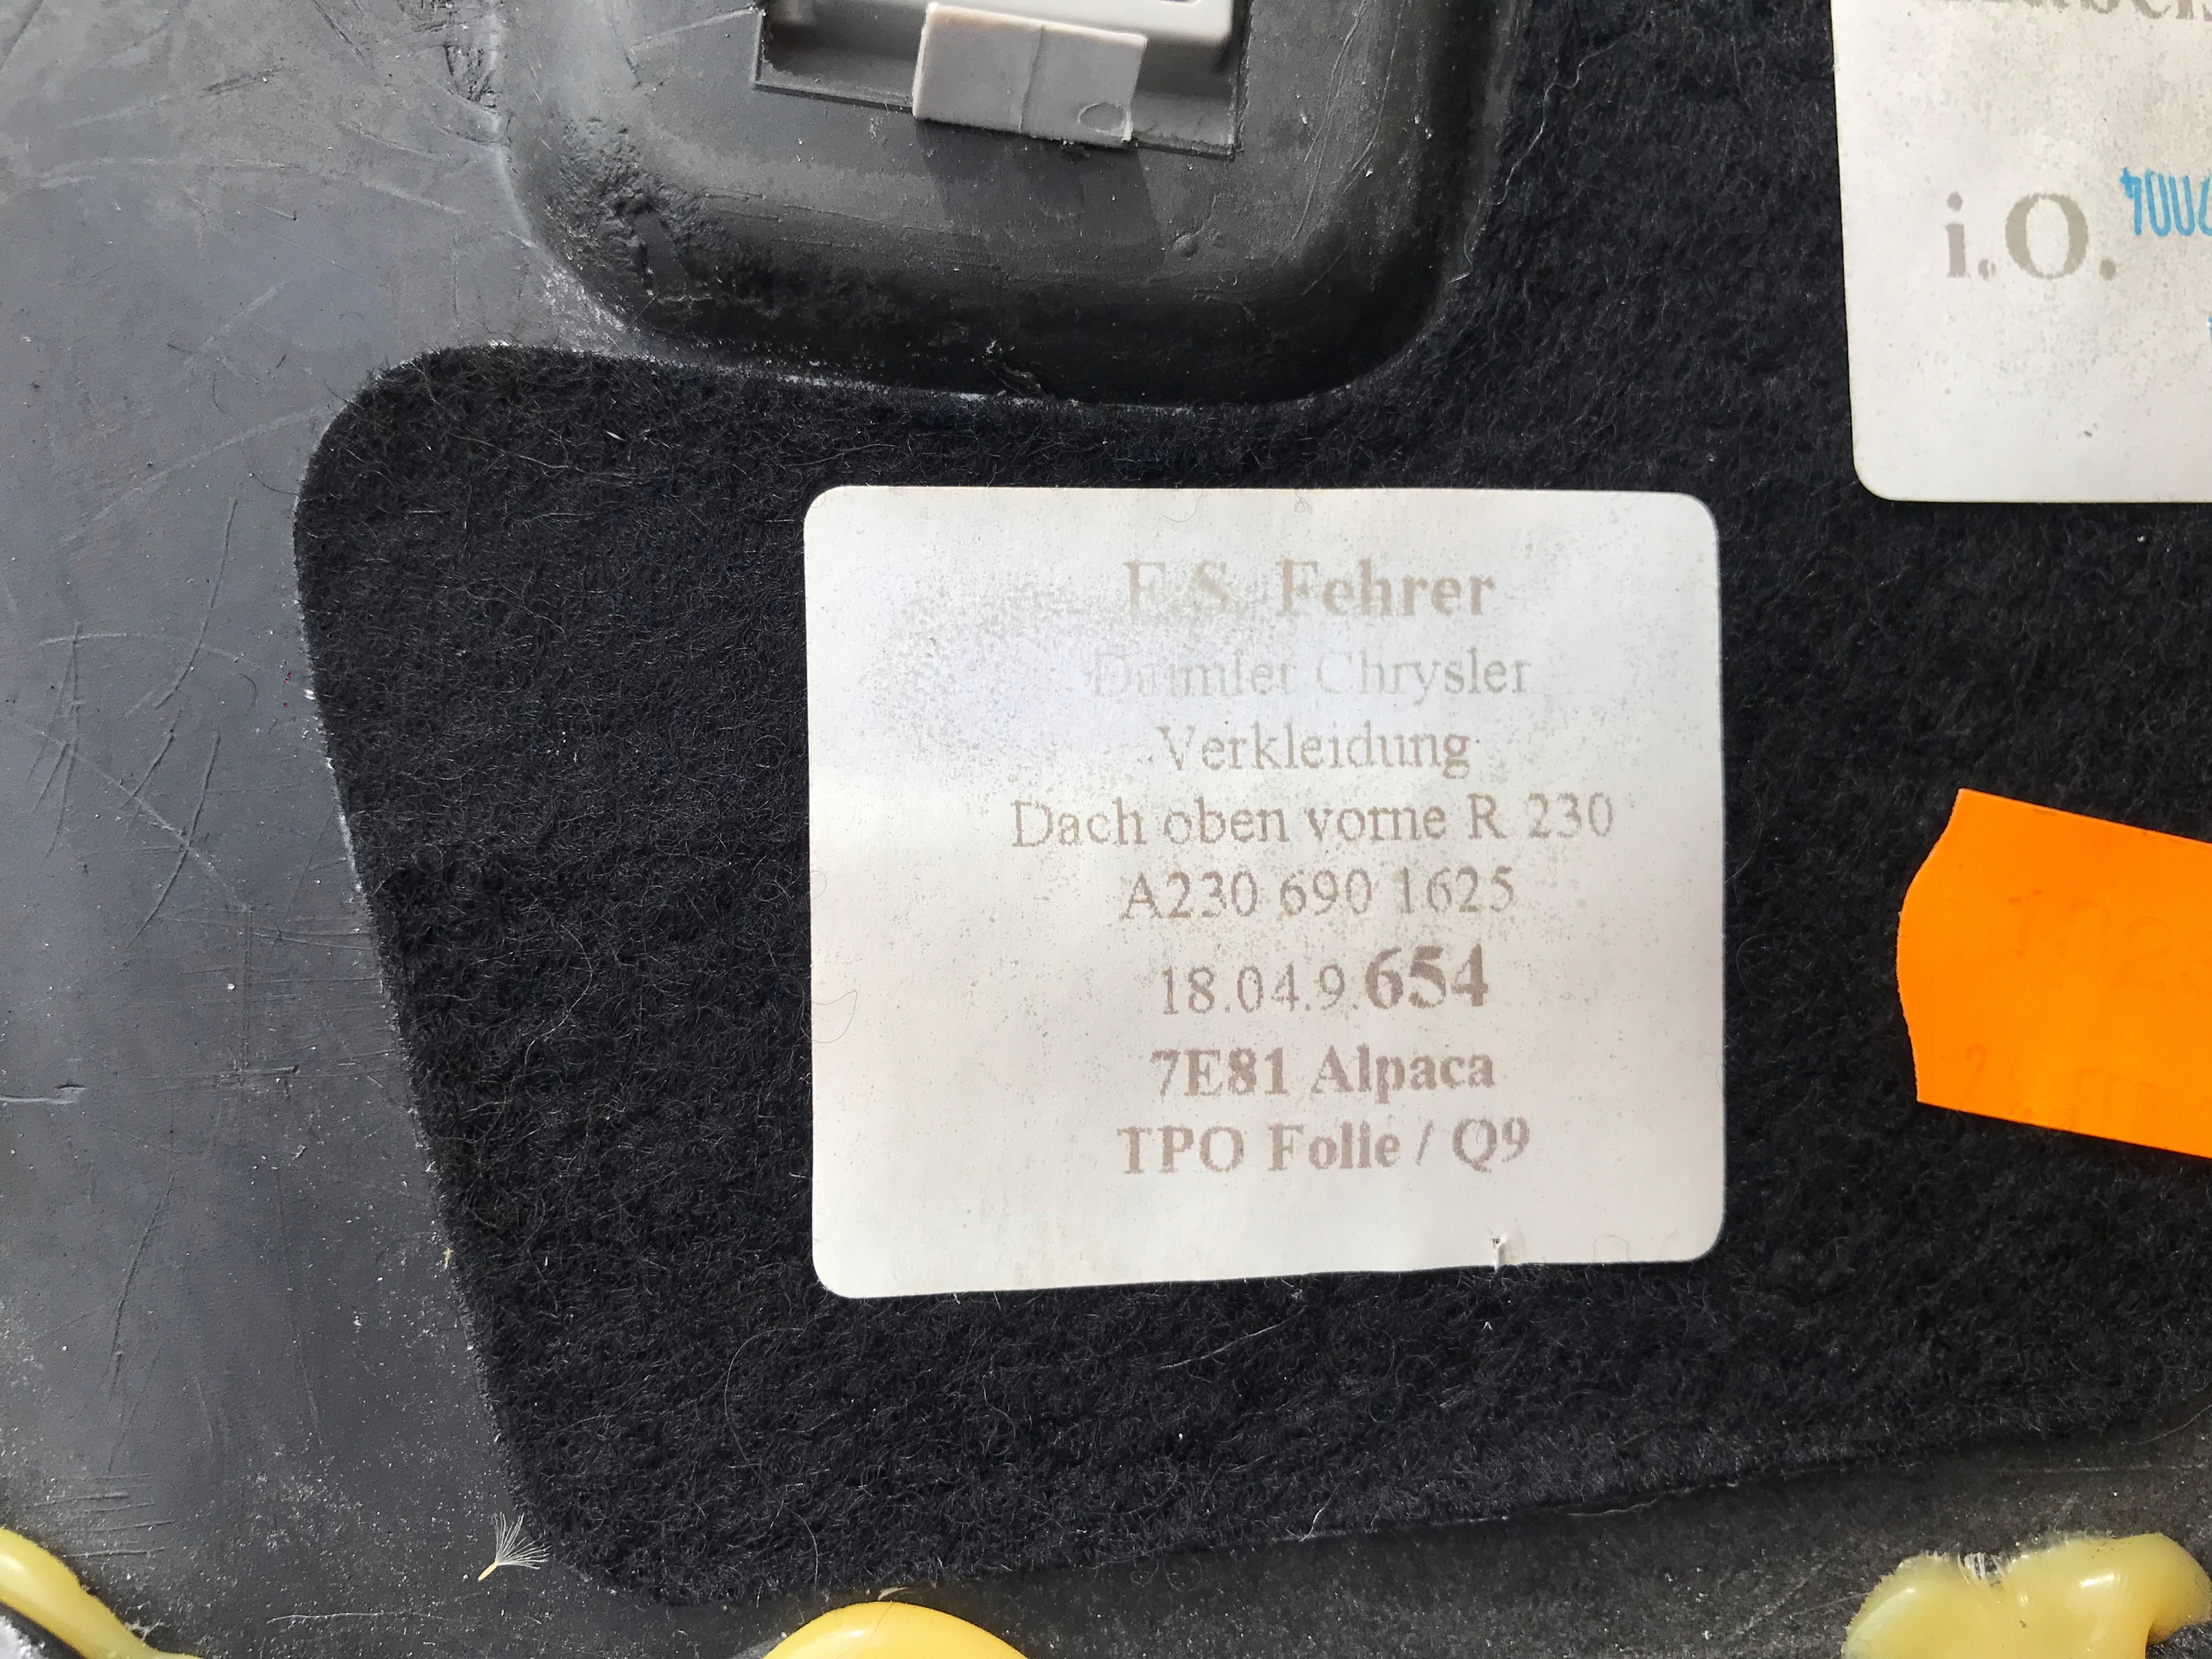 i.O.
F.S. Fehrer
Daimler Chrysler
Verkleidung
Dach oben vorne R 230
A230 690 1625
18.04.9.654
7E81 Alpaca
TPO Folie / Q9